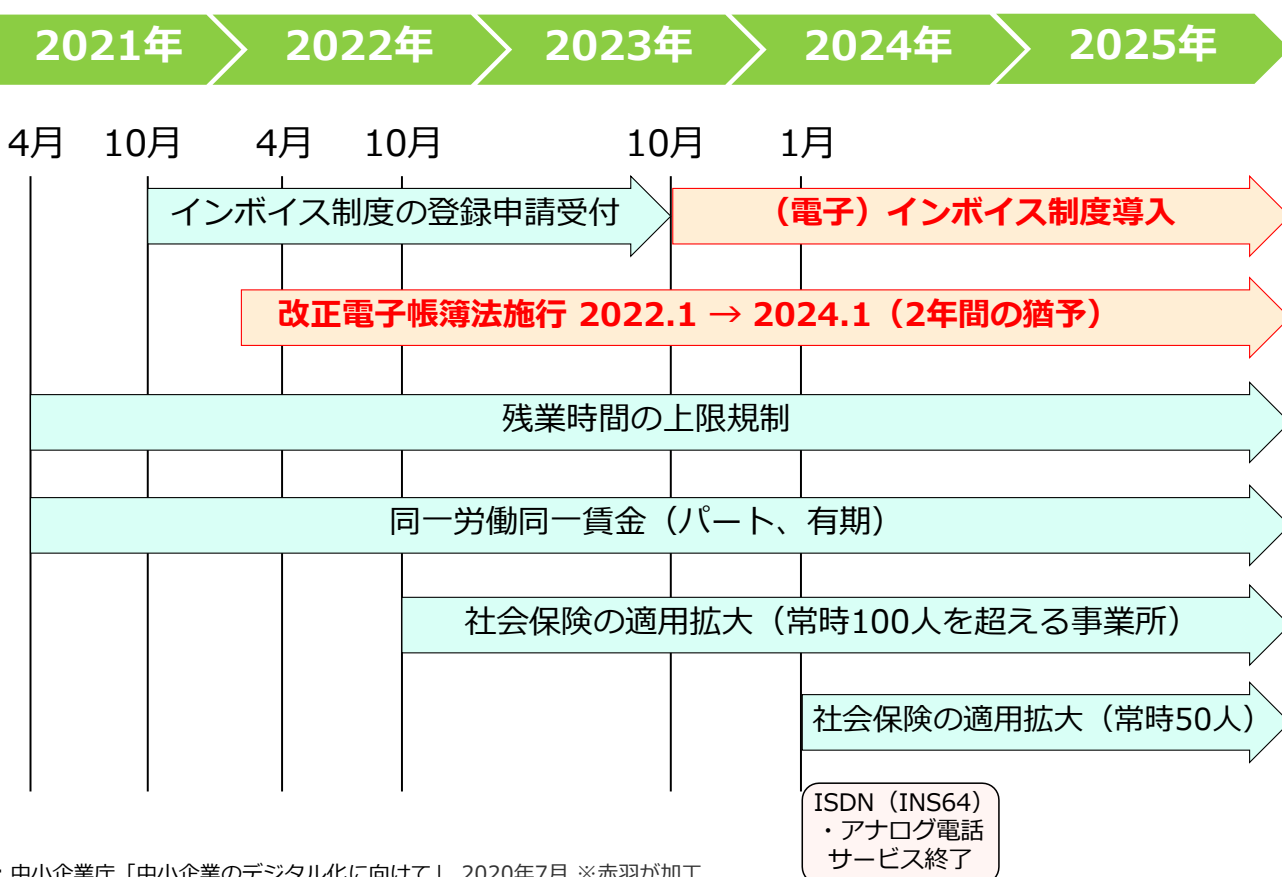 2021年 2022年 2023年 2024年 2025年
4月 10月 4月 10月 10月 1月
インボイス制度の登録申請受付
（電子）インボイス制度導入
改正電子帳簿法施行 2022.1 → 2024.1（2年間の猶予）
残業時間の上限規制
同一労働同一賃金（パート、有期）
社会保険の適用拡大（常時100人を超える事業所）
社会保険の適用拡大（常時50人）
ISDN（INS64）
・アナログ電話
サービス終了
：中小企業庁「中小企業のデジタル化に向けて」 2020年7月 ※赤羽が加工